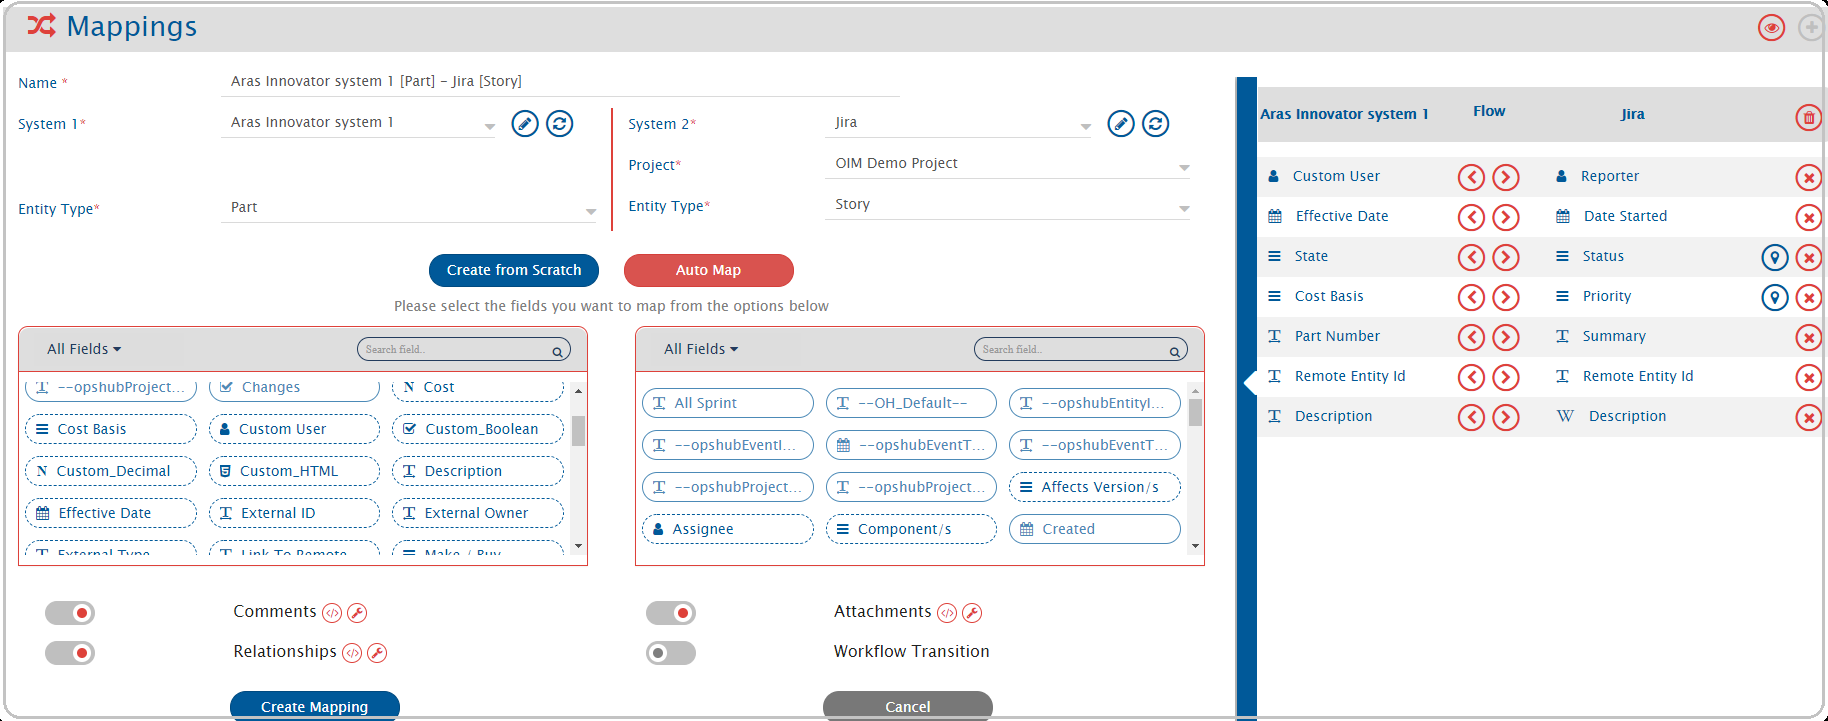 Mappings
Name *
Aras Innovator system 1 [Part] - Jira [Story]
System 1*
Aras Innovator system 1
System 2*
Jira
Project*
OIM Demo Project
Entity Type*
Part
Entity Type*
Story
Create from Scratch
Auto Map
Please select the fields you want to map from the options below
All Fields
Search field..
--opshubProject...
Changes
N Cost
Cost Basis
Custom User
Custom_Boolean
N Custom_Decimal
Custom_HTML
T Description
Effective Date
T External ID
T External Owner
T External Type
T Link To Remote
Make / Buy
All Fields
Search field..
T All Sprint
T --OH_Default--
T --opshubEntityI...
T --opshubEventI...
--opshubEventT...
T --opshubEventT...
T --opshubProject...
T --opshubProject...
Affects Version/s
Assignee
Component/s
Created
Comments </>
Attachments </>
Relationships </>
Workflow Transition
Create Mapping
Cancel
Aras Innovator system 1 Flow Jira
Custom User Reporter
Effective Date Date Started
State Status
Cost Basis Priority
T Part Number T Summary
T Remote Entity Id T Remote Entity Id
T Description W Description